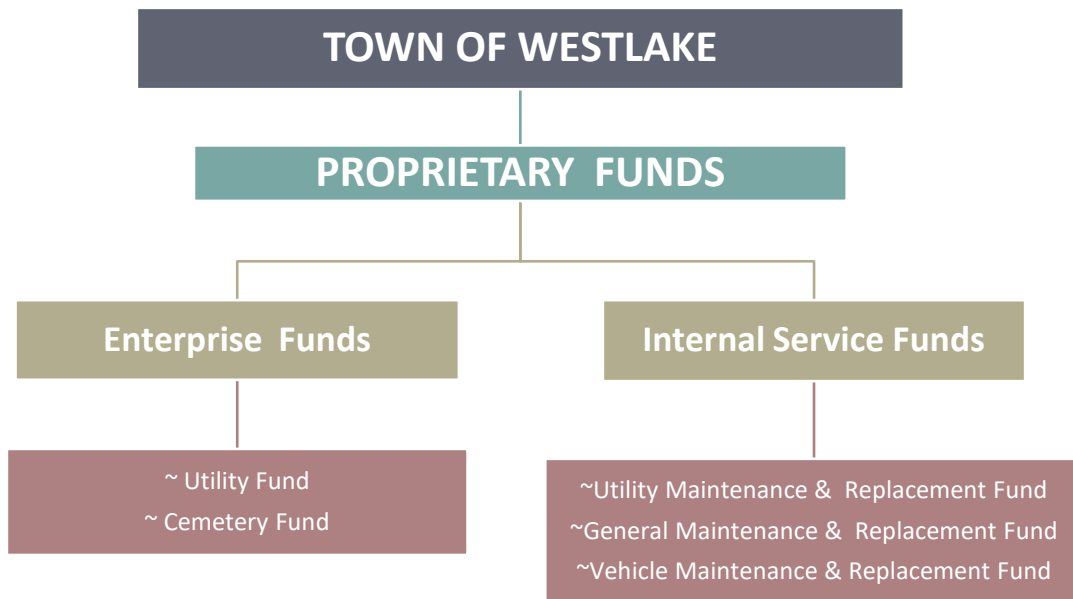 TOWN OF WESTLAKE
PROPRIETARY FUNDS
Enterprise Funds
Internal Service Funds
~ Utility Fund
~ Cemetery Fund
~Utility Maintenance & Replacement Fund
~General Maintenance & Replacement Fund
~Vehicle Maintenance & Replacement Fund